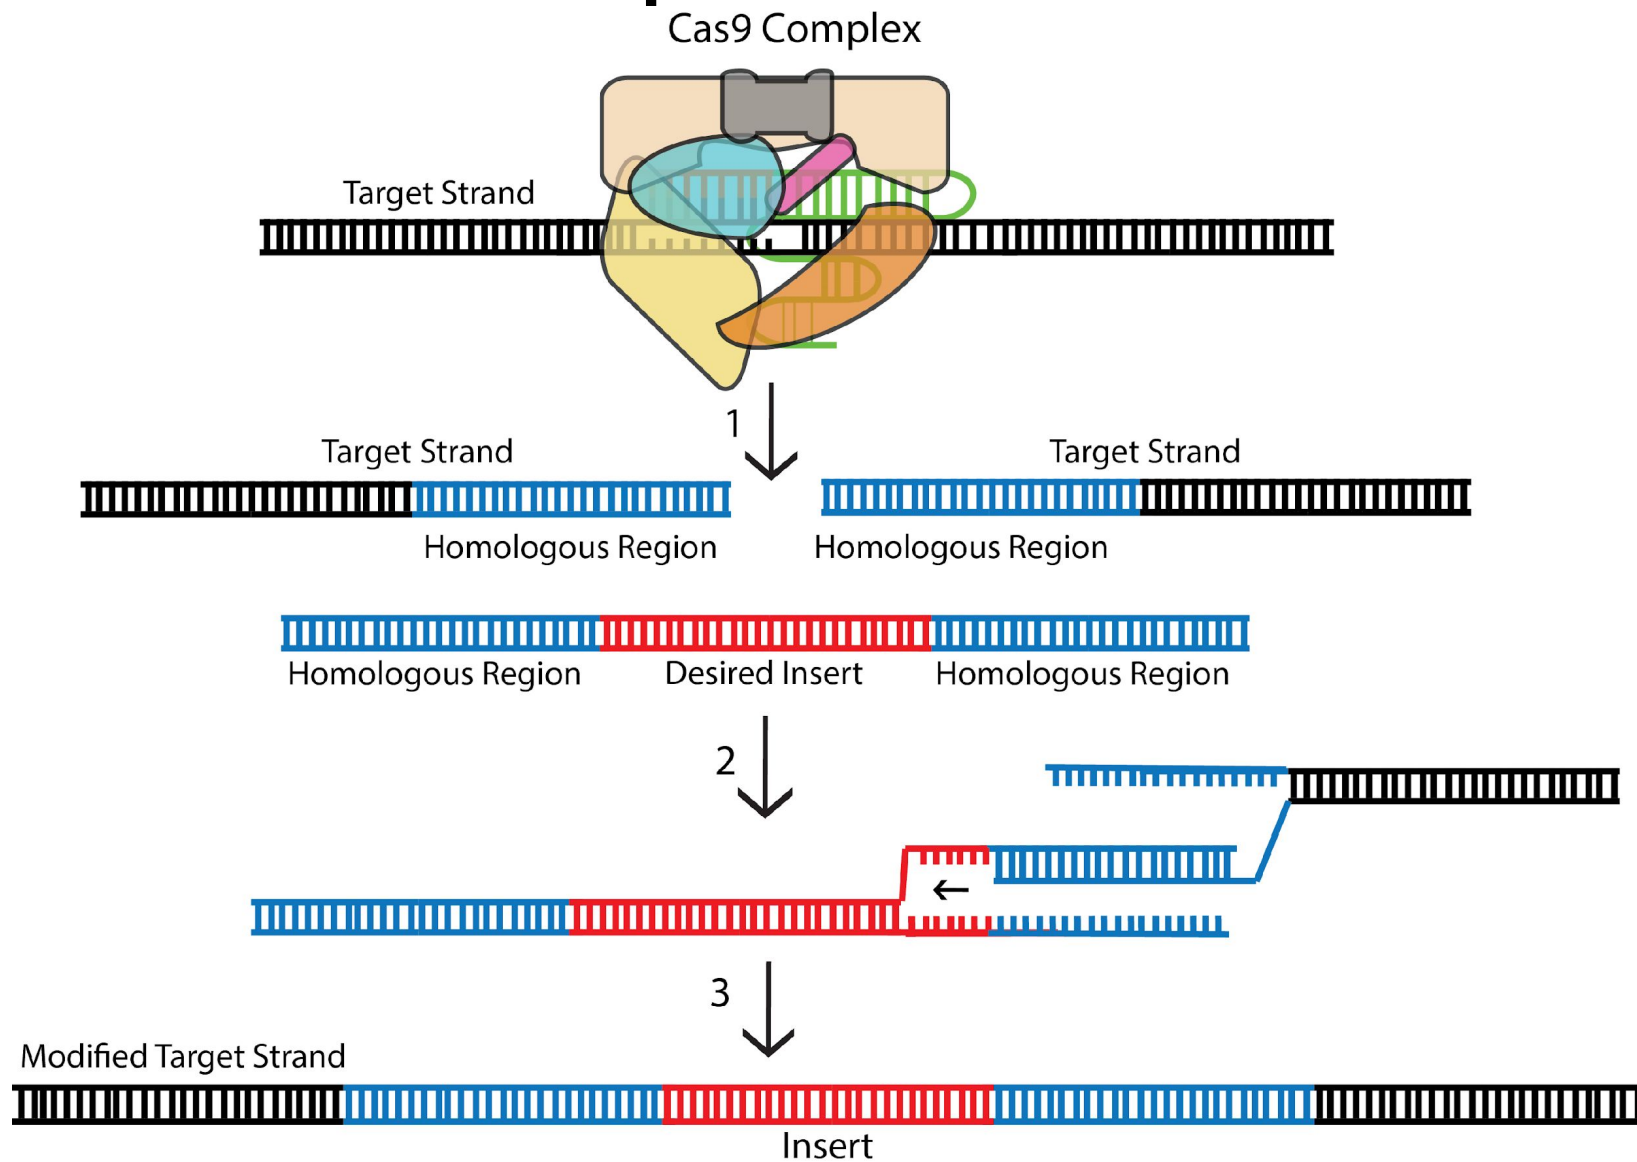 Cas9 Complex
Target Strand
1
Target Strand
Target Strand
Homologous Region
Homologous Region
Homologous Region
Desired Insert
Homologous Region
2
3
Modified Target Strand
Insert